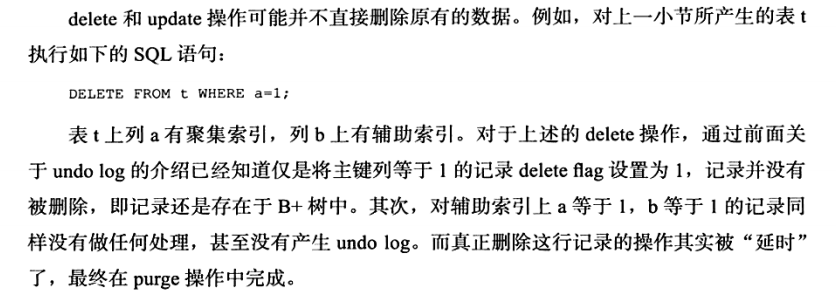 delete 和 update 操作可能并不直接删除原有的数据。例如，对上一小节所产生的表 t
执行如下的 SQL 语句：
DELETE FROM t WHERE a=1;
表 t 上列 a 有聚集索引，列 b 上有辅助索引。对于上述的 delete 操作，通过前面关
于 undo log 的介绍已经知道仅是将主键列等于 1 的记录 delete flag 设置为 1，记录并没有
被删除，即记录还是存在于 B+ 树中。其次，对辅助索引上 a 等于 1，b 等于 1 的记录同
样没有做任何处理，甚至没有产生 undo log。而真正删除这行记录的操作其实被“延时”
了，最终在 purge 操作中完成。